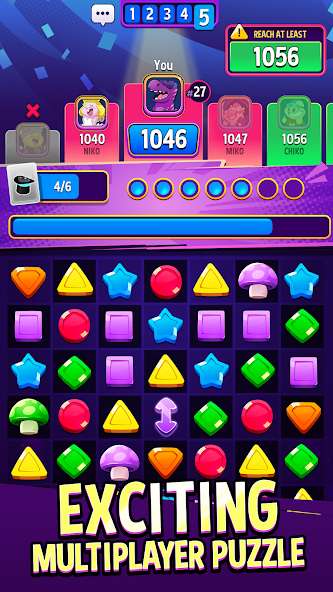 1 2 3 4 5
REACH AT LEAST
1056
You
#27
1040
NIKO
1046
1047
MIKO
1056
CHIKO
4/6
EXCITING
MULTIPLAYER PUZZLE